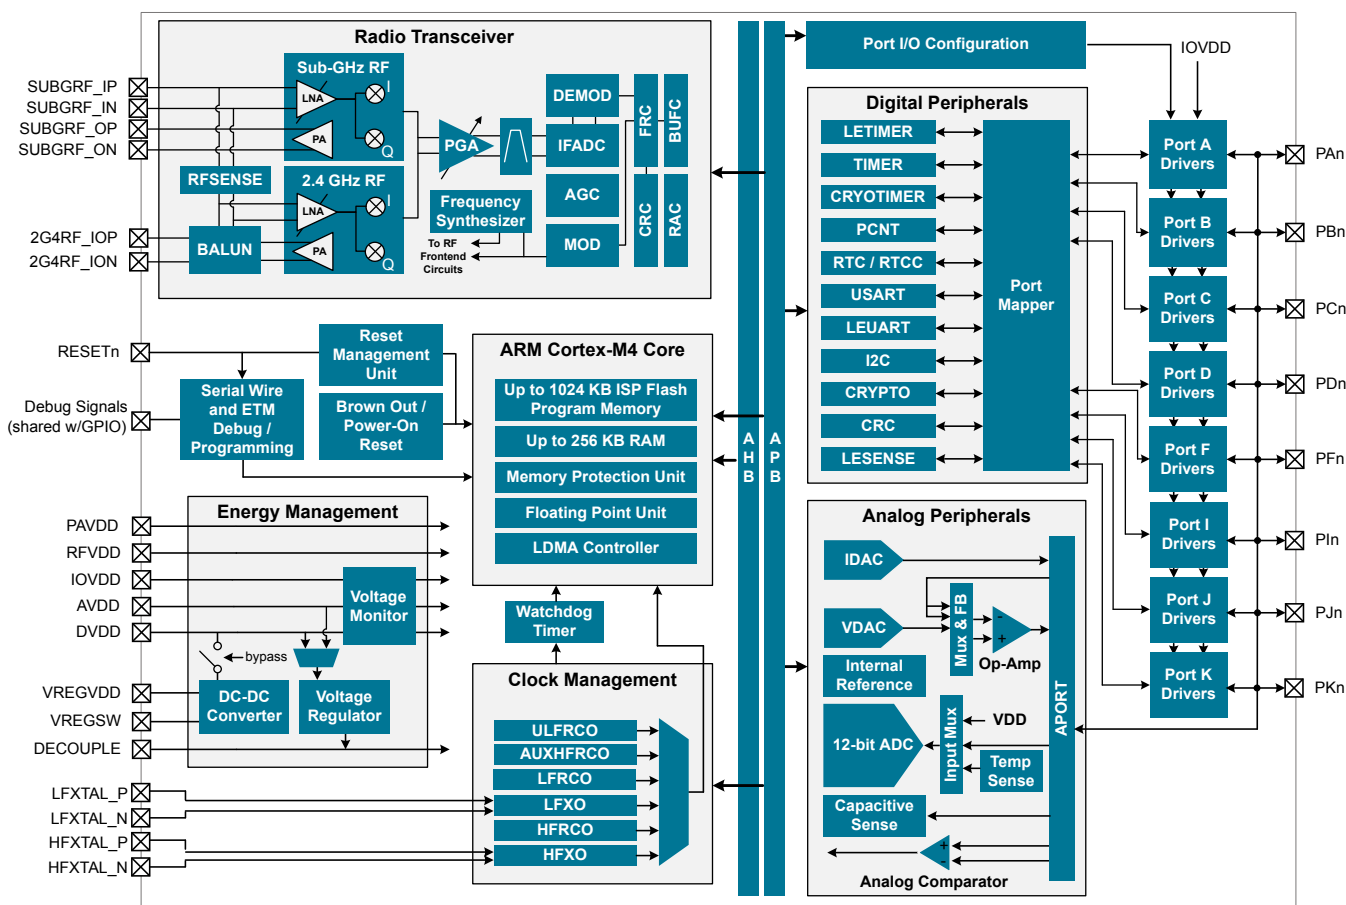 Radio Transceiver
SUBGRF_IP
SUBGRF_IN
SUBGRF_OP
SUBGRF_ON
2G4RF_IOP
2G4RF_ION
Sub-GHz RF
LNA
I
PA
Q
RFSENSE
2.4 GHz RF
LNA
I
PA
Q
BALUN
PGA
Frequency
Synthesizer
To RF
Frontend
Circuits
DEMOD
IFADC
AGC
MOD
FRC
BUFC
CRC
RAC
RESETn
Debug Signals
(shared w/GPIO)
Reset
Management
Unit
Serial Wire
and ETM
Debug /
Programming
Brown Out /
Power-On
Reset
ARM Cortex-M4 Core
Up to 1024 KB ISP Flash
Program Memory
Up to 256 KB RAM
Memory Protection Unit
Floating Point Unit
LDMA Controller
Watchdog
Timer
Energy Management
PAVDD
RFVDD
IOVDD
AVDD
DVDD
VREGVDD
VREGSW
DECOUPLE
Voltage
Monitor
bypass
DC-DC
Converter
Voltage
Regulator
LFXTAL_P
LFXTAL_N
HFXTAL_P
HFXTAL_N
Clock Management
ULFRCO
AUXHFRCO
LFRCO
LFXO
HFRCO
HFXO
A
H
B
A
P
B
Port I/O Configuration
IOVDD
Digital Peripherals
LETIMER
TIMER
CRYOTIMER
PCNT
RTC / RTCC
USART
LEUART
I2C
CRYPTO
CRC
LESENSE
Port
Mapper
Port A
Drivers
Port B
Drivers
Port C
Drivers
Port D
Drivers
Port F
Drivers
Port I
Drivers
Port J
Drivers
Port K
Drivers
PAn
PBn
PCn
PDn
PFn
PIn
PJn
PKn
Analog Peripherals
IDAC
VDAC
Mux & FB
-
+
Op-Amp
Internal
Reference
12-bit ADC
Input Mux
VDD
Temp
Sense
Capacitive
Sense
+
-
Analog Comparator
APORT